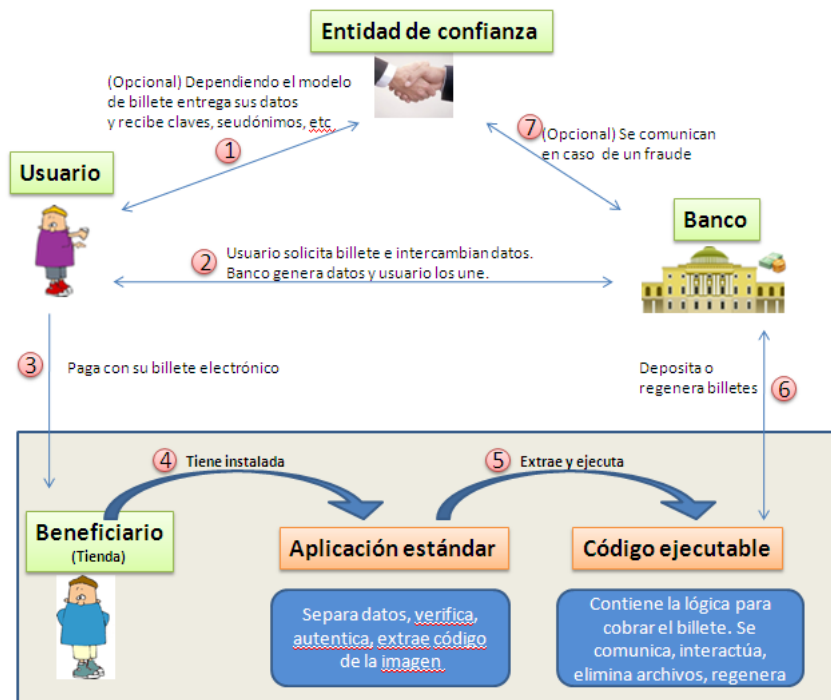 Entidad de confianza
(Opcional) Dependiendo el modelo
de billete entrega sus datos
y recibe claves, seudónimos, etc
1
7
(Opcional) Se comunican
en caso de un fraude
Usuario
Banco
2
Usuario solicita billete e intercambian datos.
Banco genera datos y usuario los une.
3
Paga con su billete electrónico
Deposita o
regenera billetes
6
4
Tiene instalada
5
Extrae y ejecuta
Beneficiario
(Tienda)
Aplicación estándar
Código ejecutable
Separa datos, verifica,
autentica, extrae código
de la imagen
Contiene la lógica para
cobrar el billete. Se
comunica, interactúa,
elimina archivos, regenera